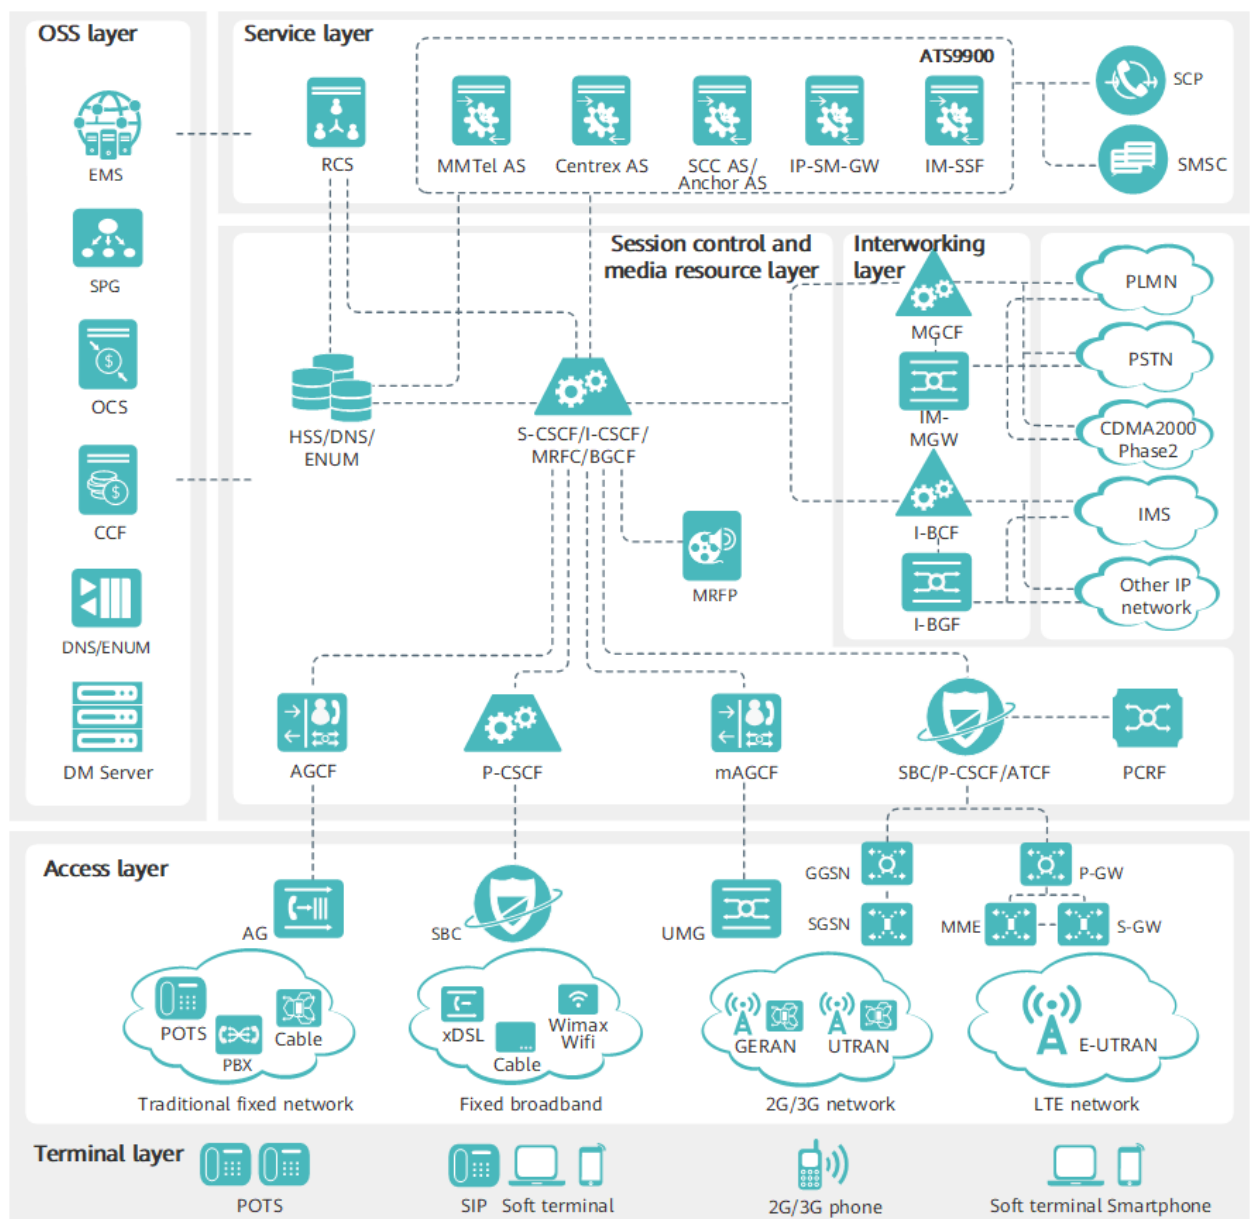 OSS layer
EMS
SPG
OCS
CCF
DNS/ENUM
DM Server
Service layer
ATS9900
RCS
MMTel AS
Centrex AS
SCC AS/
Anchor AS
IP-SM-GW
IM-SSF
SCP
SMSC
Session control and
media resource layer
HSS/DNS/
ENUM
S-CSCF/I-CSCF/
MRFC/BGCF
MRFP
Interworking
layer
MGCF
IM-
MGW
I-BCF
I-BGF
PLMN
PSTN
CDMA2000
Phase2
IMS
Other IP
network
AGCF
P-CSCF
mAGCF
SBC/P-CSCF/ATCF
PCRF
Access layer
AG
SBC
UMG
GGSN
SGSN
P-GW
MME
S-GW
POTS
PBX
Cable
Traditional fixed network
xDSL
Cable
Wimax
Wifi
Fixed broadband
GERAN
UTRAN
2G/3G network
E-UTRAN
LTE network
Terminal layer
POTS
SIP
Soft terminal
2G/3G phone
Soft terminal
Smartphone